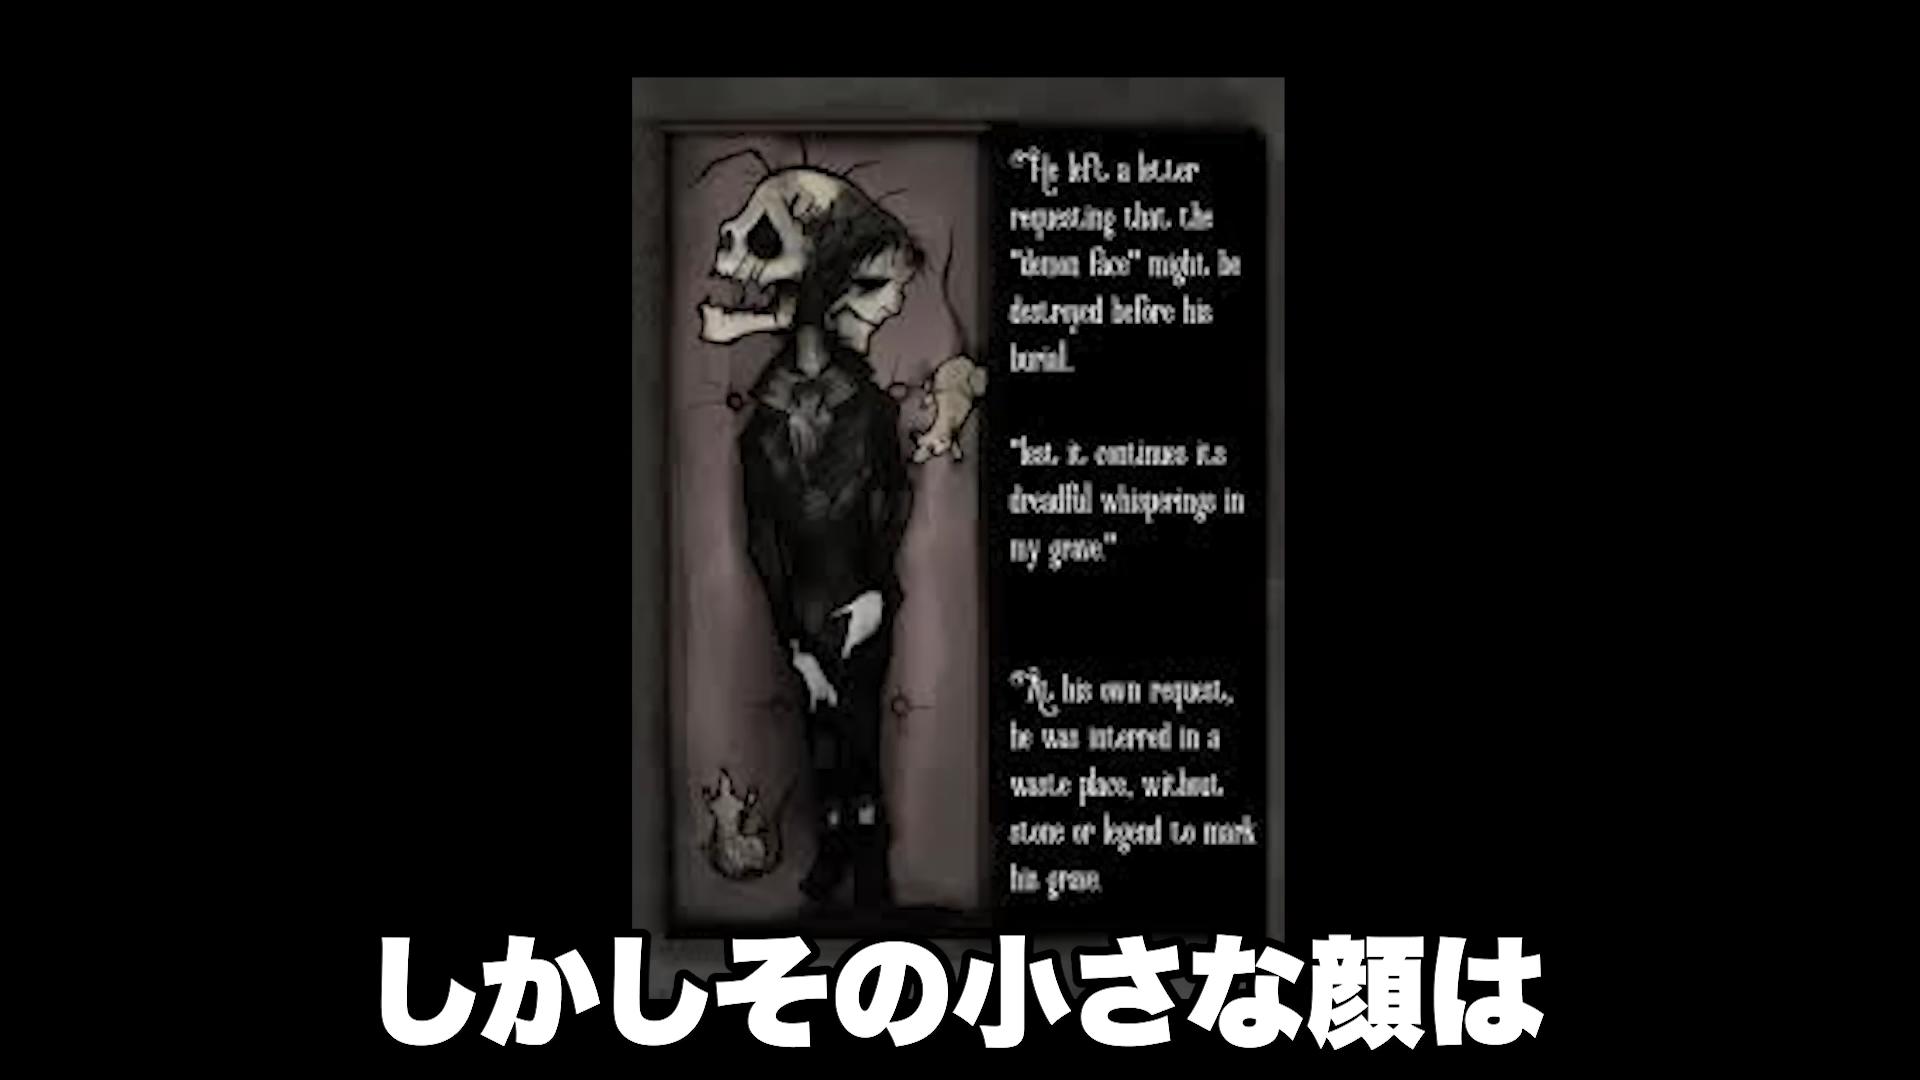 "He left a letter
requesting that the
"demon face" might be
destroyed before his
burial.
"lest it continues its
dreadful whisperings in
my grave."
"At his own request,
he was interred in a
waste place, without
stone or legend to mark
his grave.
しかしその小さな顔は